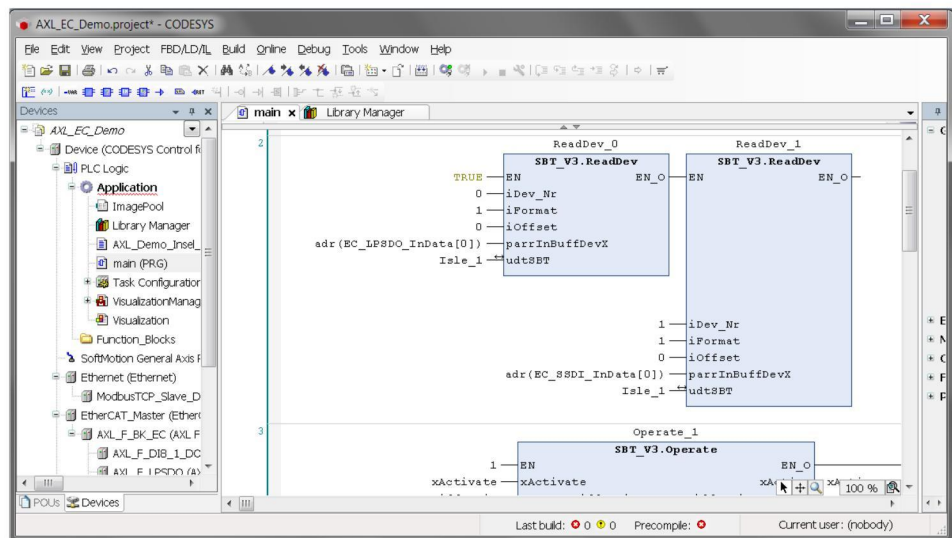 AXL_EC_Demo.project* - CODESYS
File Edit View Project FBD/LD/IL Build Online Debug Tools Window Help
Devices
main
Library Manager
AXL_EC_Demo
Device (CODESYS Control f
PLC Logic
Application
ImagePool
Library Manager
AXL_Demo_Insel_
main (PRG)
Task Configuration
VisualizationManag
Visualization
Function_Blocks
SoftMotion General Axis P
Ethernet (Ethernet)
ModbusTCP_Slave_D
EtherCAT_Master (Ether
AXL_F_BK_EC (AXL F
AXL_F_DI8_1_DO
AXL_F_LPSDO (A
POUs Devices
2
ReadDev_0 ReadDev_1
SBT_V3.ReadDev SBT_V3.ReadDev
TRUE EN EN_O EN EN_O
0 iDev_Nr
1 iFormat
0 iOffset
adr(EC_LPSDO_InData[0]) parrInBuffDevX
Isle_1 udtSBT
1 iDev_Nr
1 iFormat
0 iOffset
adr(EC_SSDI_InData[0]) parrInBuffDevX
Isle_1 udtSBT
3
Operate_1
SBT_V3.Operate
1 EN EN_O
xActivate xActivate
100 %
Last build: 0 0 Precompile: Current user: (nobody)